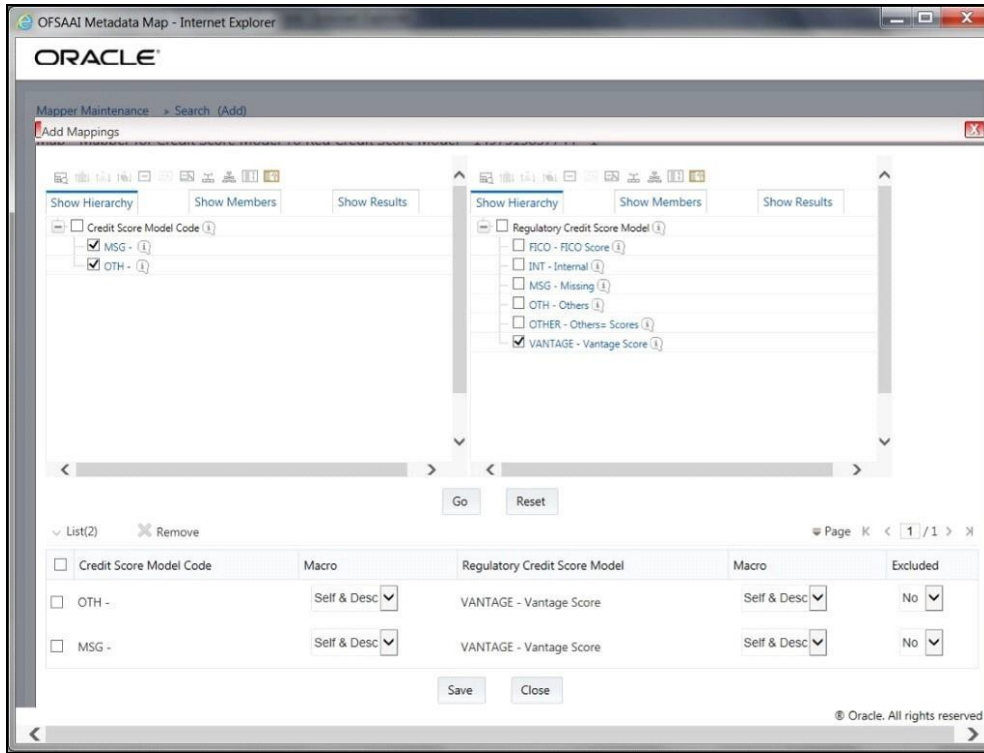 OFSAAI Metadata Map - Internet Explorer
ORACLE
Mapper Maintenance » Search (Add)
Add Mappings
Show Hierarchy Show Members Show Results
Credit Score Model Code
MSG -
OTH -
Show Hierarchy Show Members Show Results
Regulatory Credit Score Model
FICO - FICO Score
INT - Internal
MSG - Missing
OTH - Others
OTHER - Others= Scores
VANTAGE - Vantage Score
Go Reset
List(2) Remove Page 1 / 1
Credit Score Model Code Macro Regulatory Credit Score Model Macro Excluded
OTH - Self & Desc VANTAGE - Vantage Score Self & Desc No
MSG - Self & Desc VANTAGE - Vantage Score Self & Desc No
Save Close
® Oracle. All rights reserved